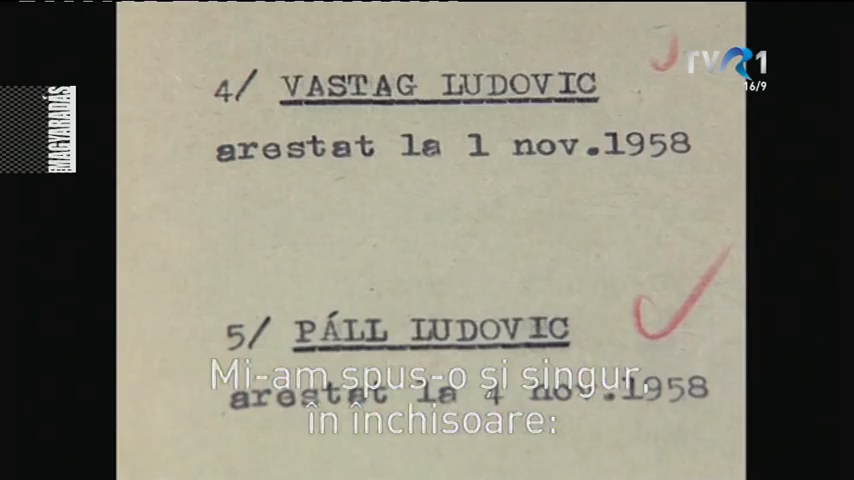 TVR1
16/9
MAGYARADÁS
4/ VASTAG LUDOVIC
arestat la 1 nov.1958
5/ PÁLL LUDOVIC
arestat la 4 nov.1958
Mi-am spus-o și singur,
în închisoare: